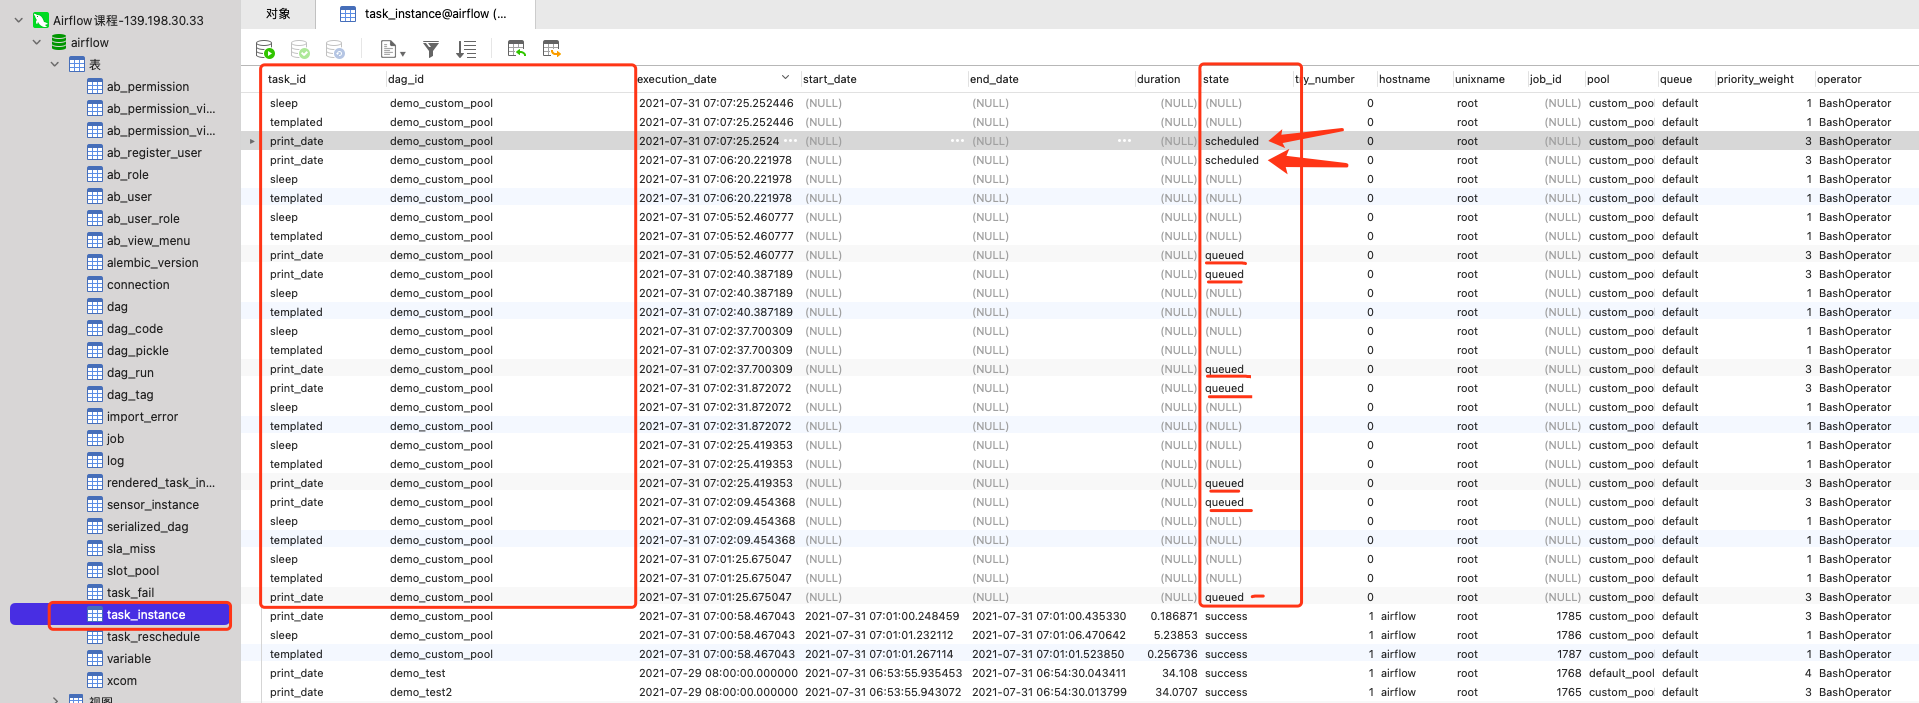 Airflow课程-139.198.30.33
airflow
表
ab_permission
ab_permission_vi...
ab_permission_vi...
ab_register_user
ab_role
ab_user
ab_user_role
ab_view_menu
alembic_version
connection
dag
dag_code
dag_pickle
dag_run
dag_tag
import_error
job
log
rendered_task_in...
sensor_instance
serialized_dag
sla_miss
slot_pool
task_fail
task_instance
task_reschedule
variable
xcom
视图
对象 task_instance@airflow (...
task_id dag_id execution_date start_date end_date duration state try_number hostname unixname job_id pool queue priority_weight operator
sleep demo_custom_pool 2021-07-31 07:07:25.252446 (NULL) (NULL) (NULL) (NULL) 0 root (NULL) custom_poo default 1 BashOperator
templated demo_custom_pool 2021-07-31 07:07:25.252446 (NULL) (NULL) (NULL) (NULL) 0 root (NULL) custom_poo default 1 BashOperator
print_date demo_custom_pool 2021-07-31 07:07:25.2524 ... ... ... (NULL) scheduled 0 root (NULL) custom_poo default 3 BashOperator
print_date demo_custom_pool 2021-07-31 07:06:20.221978 (NULL) (NULL) (NULL) scheduled 0 root (NULL) custom_poo default 3 BashOperator
sleep demo_custom_pool 2021-07-31 07:06:20.221978 (NULL) (NULL) (NULL) (NULL) 0 root (NULL) custom_poo default 1 BashOperator
templated demo_custom_pool 2021-07-31 07:06:20.221978 (NULL) (NULL) (NULL) (NULL) 0 root (NULL) custom_poo default 1 BashOperator
sleep demo_custom_pool 2021-07-31 07:05:52.460777 (NULL) (NULL) (NULL) (NULL) 0 root (NULL) custom_poo default 1 BashOperator
templated demo_custom_pool 2021-07-31 07:05:52.460777 (NULL) (NULL) (NULL) (NULL) 0 root (NULL) custom_poo default 1 BashOperator
print_date demo_custom_pool 2021-07-31 07:05:52.460777 (NULL) (NULL) (NULL) queued 0 root (NULL) custom_poo default 3 BashOperator
print_date demo_custom_pool 2021-07-31 07:02:40.387189 (NULL) (NULL) (NULL) queued 0 root (NULL) custom_poo default 3 BashOperator
sleep demo_custom_pool 2021-07-31 07:02:40.387189 (NULL) (NULL) (NULL) (NULL) 0 root (NULL) custom_poo default 1 BashOperator
templated demo_custom_pool 2021-07-31 07:02:40.387189 (NULL) (NULL) (NULL) (NULL) 0 root (NULL) custom_poo default 1 BashOperator
sleep demo_custom_pool 2021-07-31 07:02:37.700309 (NULL) (NULL) (NULL) (NULL) 0 root (NULL) custom_poo default 1 BashOperator
templated demo_custom_pool 2021-07-31 07:02:37.700309 (NULL) (NULL) (NULL) (NULL) 0 root (NULL) custom_poo default 1 BashOperator
print_date demo_custom_pool 2021-07-31 07:02:37.700309 (NULL) (NULL) (NULL) queued 0 root (NULL) custom_poo default 3 BashOperator
print_date demo_custom_pool 2021-07-31 07:02:31.872072 (NULL) (NULL) (NULL) queued 0 root (NULL) custom_poo default 3 BashOperator
sleep demo_custom_pool 2021-07-31 07:02:31.872072 (NULL) (NULL) (NULL) (NULL) 0 root (NULL) custom_poo default 1 BashOperator
templated demo_custom_pool 2021-07-31 07:02:31.872072 (NULL) (NULL) (NULL) (NULL) 0 root (NULL) custom_poo default 1 BashOperator
sleep demo_custom_pool 2021-07-31 07:02:25.419353 (NULL) (NULL) (NULL) (NULL) 0 root (NULL) custom_poo default 1 BashOperator
templated demo_custom_pool 2021-07-31 07:02:25.419353 (NULL) (NULL) (NULL) (NULL) 0 root (NULL) custom_poo default 1 BashOperator
print_date demo_custom_pool 2021-07-31 07:02:25.419353 (NULL) (NULL) (NULL) queued 0 root (NULL) custom_poo default 3 BashOperator
print_date demo_custom_pool 2021-07-31 07:02:09.454368 (NULL) (NULL) (NULL) queued 0 root (NULL) custom_poo default 3 BashOperator
sleep demo_custom_pool 2021-07-31 07:02:09.454368 (NULL) (NULL) (NULL) (NULL) 0 root (NULL) custom_poo default 1 BashOperator
templated demo_custom_pool 2021-07-31 07:02:09.454368 (NULL) (NULL) (NULL) (NULL) 0 root (NULL) custom_poo default 1 BashOperator
sleep demo_custom_pool 2021-07-31 07:01:25.675047 (NULL) (NULL) (NULL) (NULL) 0 root (NULL) custom_poo default 1 BashOperator
templated demo_custom_pool 2021-07-31 07:01:25.675047 (NULL) (NULL) (NULL) (NULL) 0 root (NULL) custom_poo default 1 BashOperator
print_date demo_custom_pool 2021-07-31 07:01:25.675047 (NULL) (NULL) (NULL) queued 0 root (NULL) custom_poo default 3 BashOperator
print_date demo_custom_pool 2021-07-31 07:00:58.467043 2021-07-31 07:01:00.248459 2021-07-31 07:01:00.435330 0.186871 success 1 airflow root 1785 custom_poo default 3 BashOperator
sleep demo_custom_pool 2021-07-31 07:00:58.467043 2021-07-31 07:01:01.232112 2021-07-31 07:01:06.470642 5.23853 success 1 airflow root 1786 custom_poo default 1 BashOperator
templated demo_custom_pool 2021-07-31 07:00:58.467043 2021-07-31 07:01:01.267114 2021-07-31 07:01:01.523850 0.256736 success 1 airflow root 1787 custom_poo default 1 BashOperator
print_date demo_test 2021-07-29 08:00:00.000000 2021-07-31 06:53:55.935453 2021-07-31 06:54:30.043411 34.108 success 1 airflow root 1768 default_pool default 4 BashOperator
print_date demo_test2 2021-07-29 08:00:00.000000 2021-07-31 06:53:55.943072 2021-07-31 06:54:30.013799 34.0707 success 1 airflow root 1765 custom_poo default 3 BashOperator